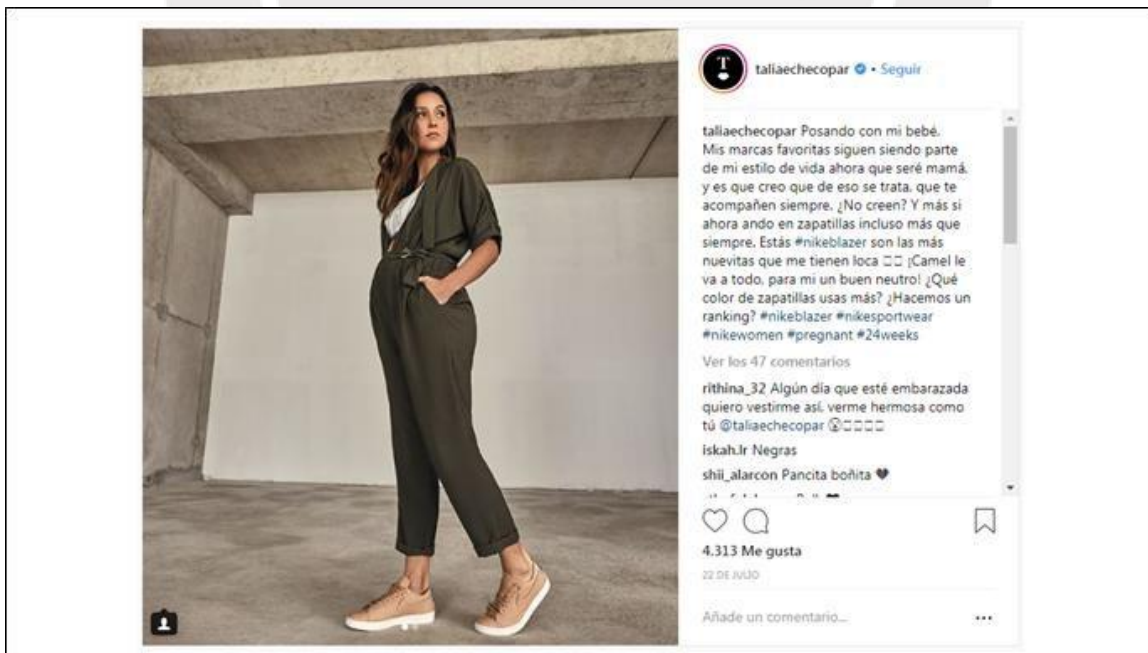 taliaechecopar • Seguir
taliaechecopar Posando con mi bebé.
Mis marcas favoritas siguen siendo parte
de mi estilo de vida ahora que seré mamá,
y es que creo que de eso se trata, que te
acompañen siempre. ¿No creen? Y más si
ahora ando en zapatillas incluso más que
siempre. Estás #nikeblazer son las más
nuevitas que me tienen loca □□ ¡Camel le
va a todo, para mi un buen neutro! ¿Qué
color de zapatillas usas más? ¿Hacemos un
ranking? #nikeblazer #nikesportwear
#nikewomen #pregnant #24weeks
Ver los 47 comentarios
rithina_32 Algún día que esté embarazada
quiero vestirme así, verme hermosa como
tú @taliaechecopar
iskah.lr Negras
shii_alarcon Pancita boñita
4.313 Me gusta
22 DE JULIO
Añade un comentario...